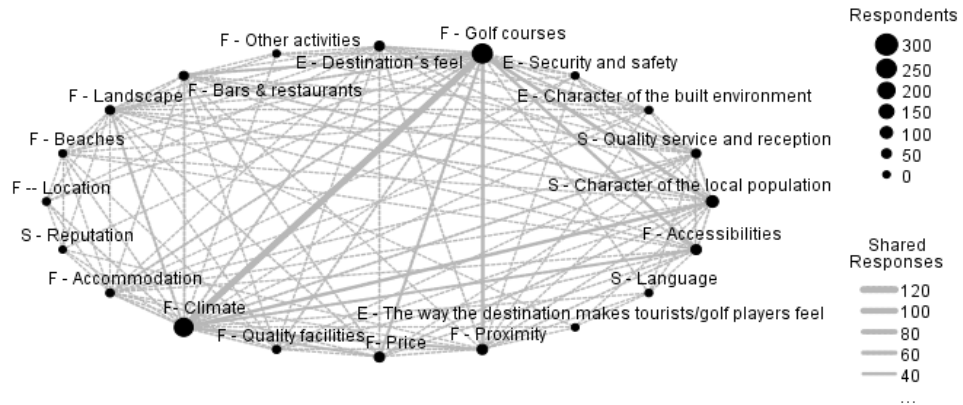 Respondents
F - Golf courses
F - Other activities
E - Destination´s feel
E - Security and safety
F - Landscape
F - Bars & restaurants
E - Character of the built environment
F - Beaches
S - Quality service and reception
F -- Location
S - Character of the local population
S - Reputation
F - Accessibilities
F - Accommodation
S - Language
F- Climate
E - The way the destination makes tourists/golf players feel
F - Quality facilities
F- Price
F - Proximity
300
250
200
150
100
50
0
Shared
Responses
120
100
80
60
40
...